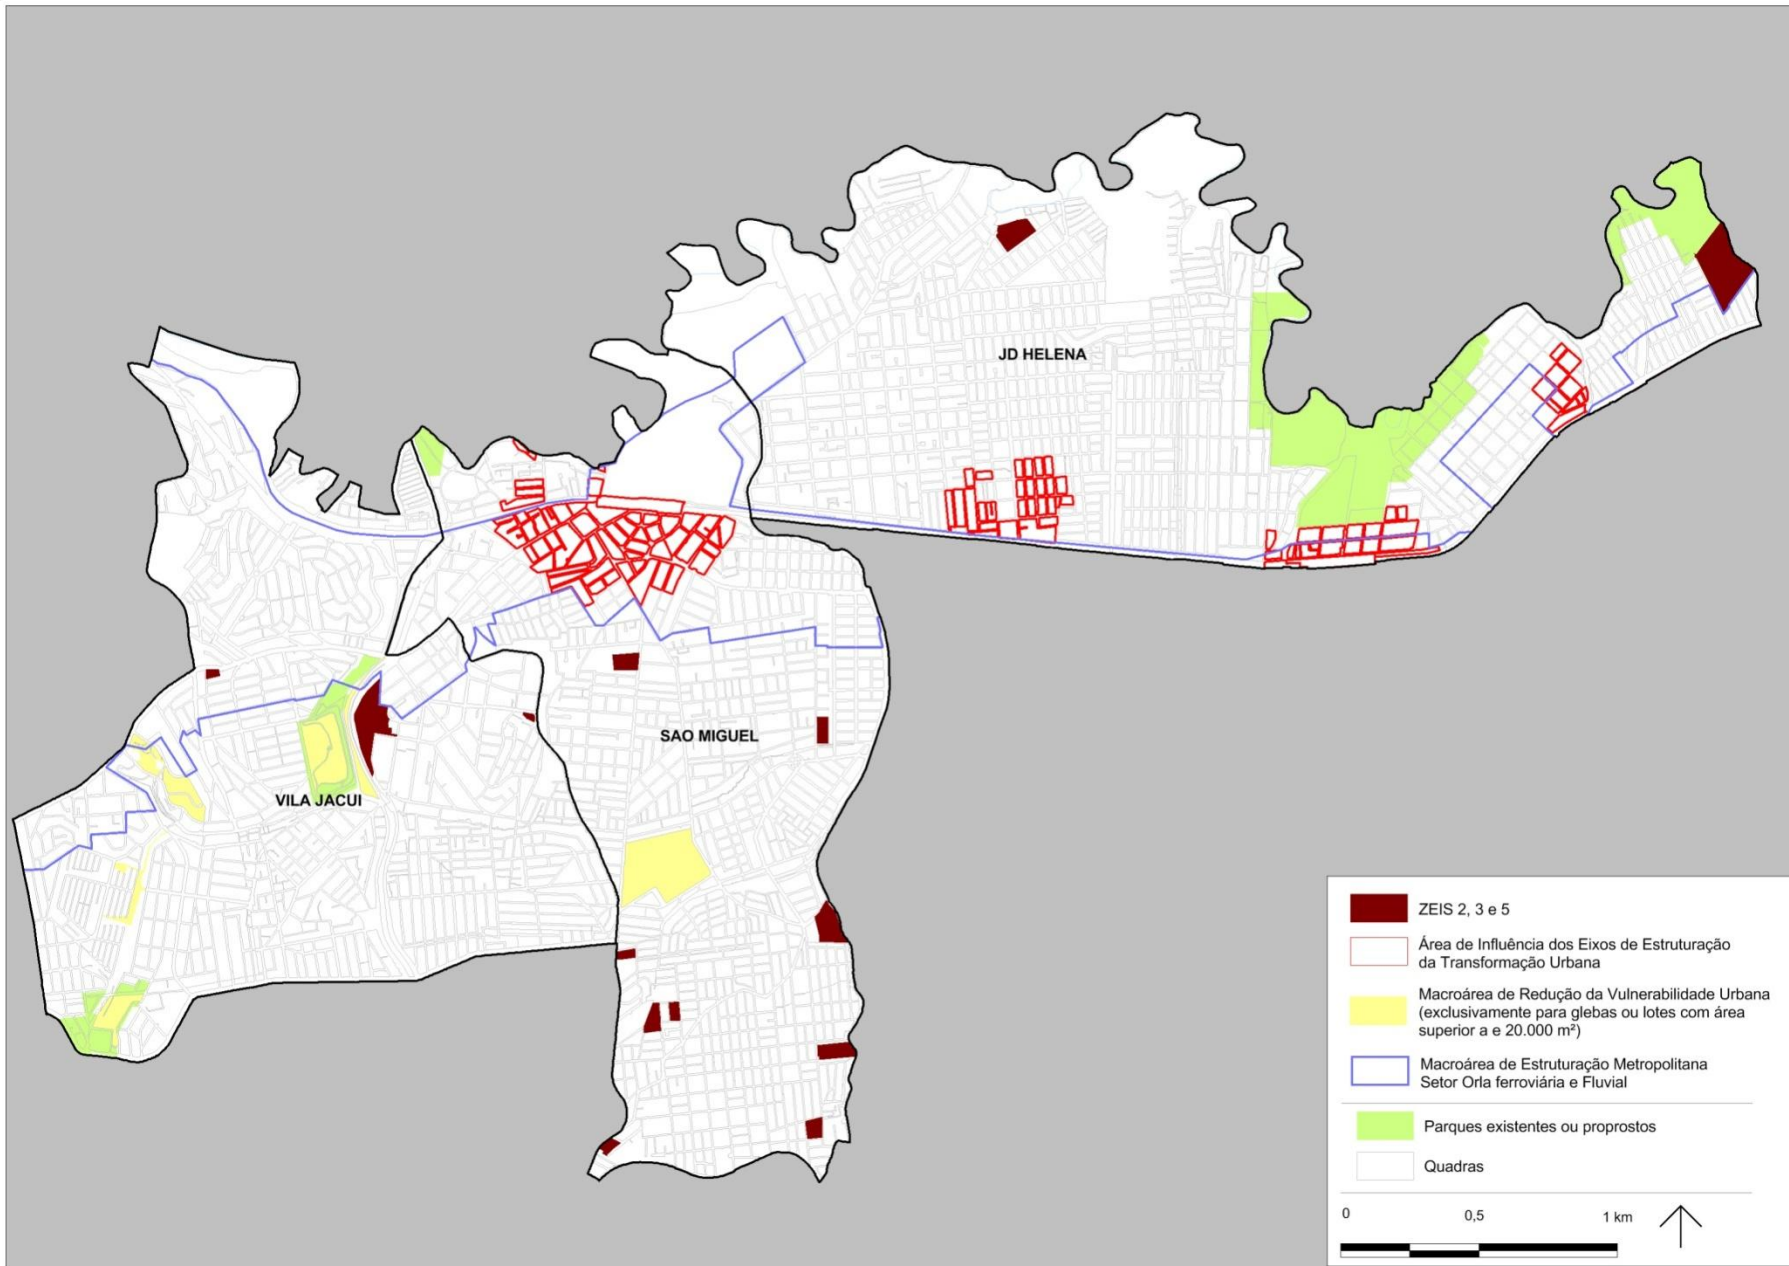 JD HELENA
SAO MIGUEL
VILA JACUI
ZEIS 2, 3 e 5
Área de Influência dos Eixos de Estruturação
da Transformação Urbana
Macroárea de Redução da Vulnerabilidade Urbana
(exclusivamente para glebas ou lotes com área
superior a e 20.000 m²)
Macroárea de Estruturação Metropolitana
Setor Orla ferroviária e Fluvial
Parques existentes ou proprostos
Quadras
0 0,5 1 km